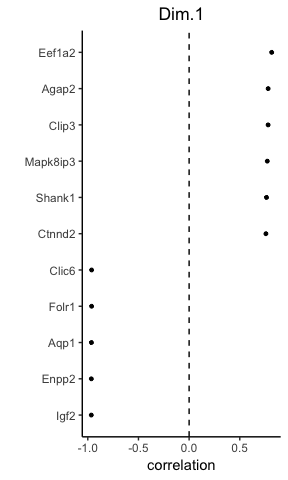 Dim.1
Eef1a2
Agap2
Clip3
Mapk8ip3
Shank1
Ctnnd2
Clic6
Folr1
Aqp1
Enpp2
Igf2
-1.0 -0.5 0.0 0.5
correlation